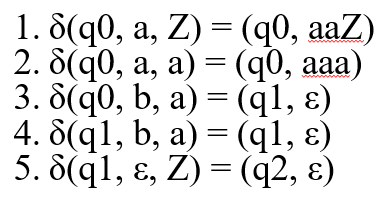 1. δ(q0, a, Z) = (q0, aaZ)
2. δ(q0, a, a) = (q0, aaa)
3. δ(q0, b, a) = (q1, ε)
4. δ(q1, b, a) = (q1, ε)
5. δ(q1, ε, Z) = (q2, ε)